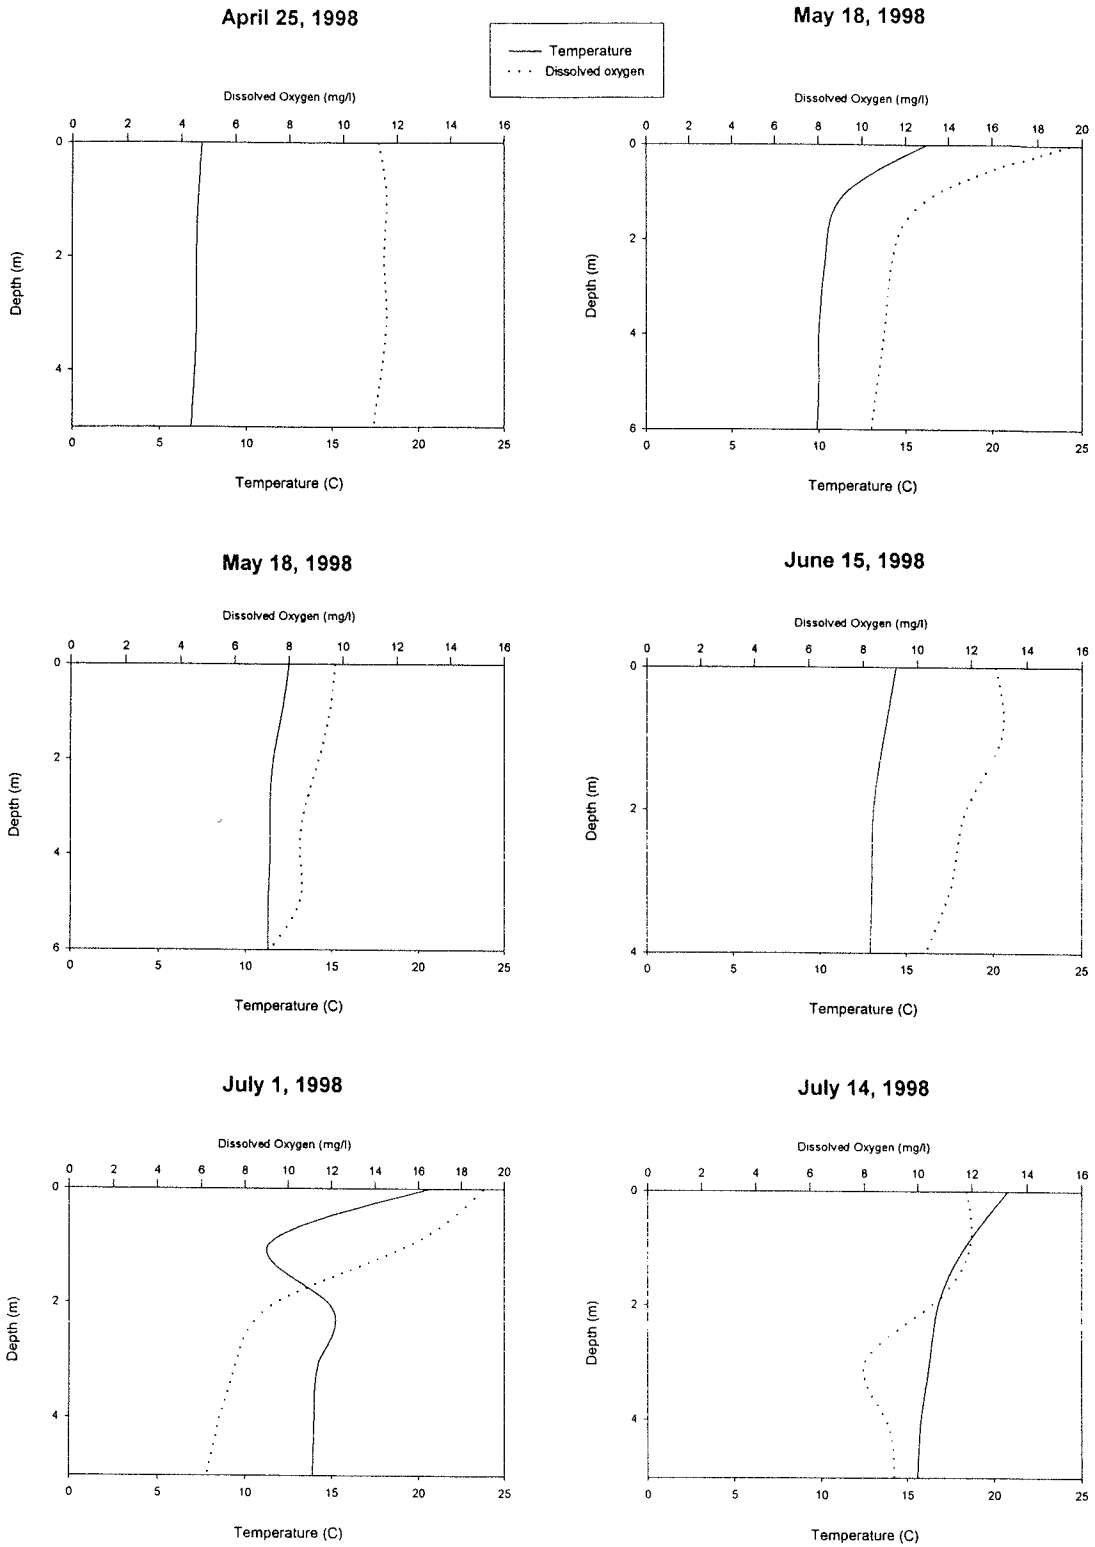 April 25, 1998
May 18, 1998
Temperature
Dissolved oxygen
Dissolved Oxygen (mg/l)
0 2 4 6 8 10 12 14 16
0
2
4
Depth (m)
0 5 10 15 20 25
Temperature (C)
Dissolved Oxygen (mg/l)
0 2 4 6 8 10 12 14 16 18 20
0
2
4
6
Depth (m)
0 5 10 15 20 25
Temperature (C)
May 18, 1998
Dissolved Oxygen (mg/l)
0 2 4 6 8 10 12 14 16
0
2
4
6
Depth (m)
0 5 10 15 20 25
Temperature (C)
June 15, 1998
Dissolved Oxygen (mg/l)
0 2 4 6 8 10 12 14 16
0
2
4
Depth (m)
0 5 10 15 20 25
Temperature (C)
July 1, 1998
Dissolved Oxygen (mg/l)
0 2 4 6 8 10 12 14 16 18 20
0
2
4
Depth (m)
0 5 10 15 20 25
Temperature (C)
July 14, 1998
Dissolved Oxygen (mg/l)
0 2 4 6 8 10 12 14 16
0
2
4
Depth (m)
0 5 10 15 20 25
Temperature (C)